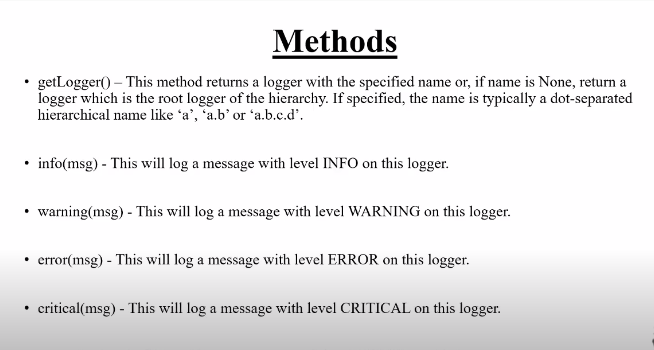 Methods
• getLogger() – This method returns a logger with the specified name or, if name is None, return a
logger which is the root logger of the hierarchy. If specified, the name is typically a dot-separated
hierarchical name like ‘a’, ‘a.b’ or ‘a.b.c.d’.
• info(msg) - This will log a message with level INFO on this logger.
• warning(msg) - This will log a message with level WARNING on this logger.
• error(msg) - This will log a message with level ERROR on this logger.
• critical(msg) - This will log a message with level CRITICAL on this logger.